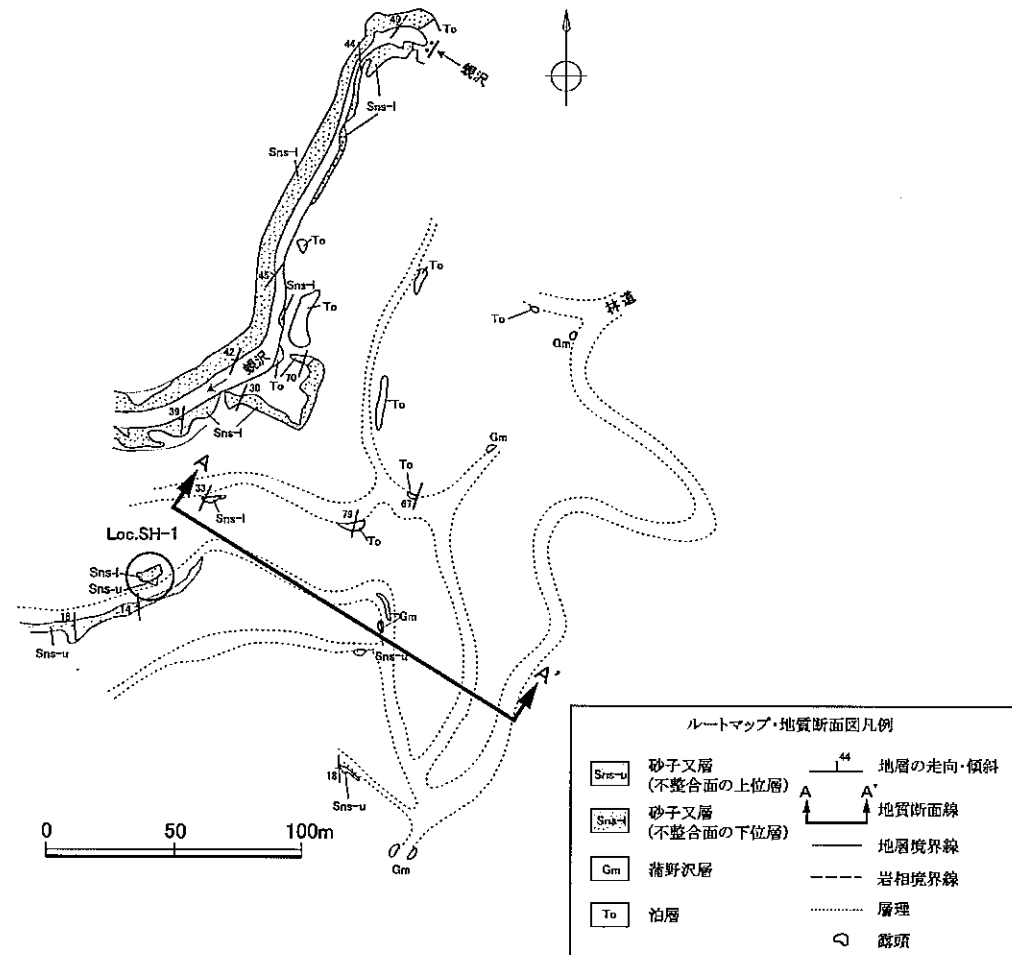 49
To
44
蜆沢
Sns-l
Sns-l
To
To
45
Sns-l
To
To
林道
Gm
42
蜆沢
To
70
30
To
39
Sns-l
Gm
A
To
33
67
Sns-l
79
To
Loc.SH-1
Sns-l
Sns-u
14
Gm
18
Sns-u
Sns-u
A'
18
Sns-u
Gm
0 50 100m
ルートマップ・地質断面図凡例
Sns-u 砂子又層
(不整合面の上位層)
Sns-l 砂子又層
(不整合面の下位層)
Gm 蒲野沢層
To 泊層
44 地層の走向・傾斜
A A' 地質断面線
地層境界線
岩相境界線
層理
露頭